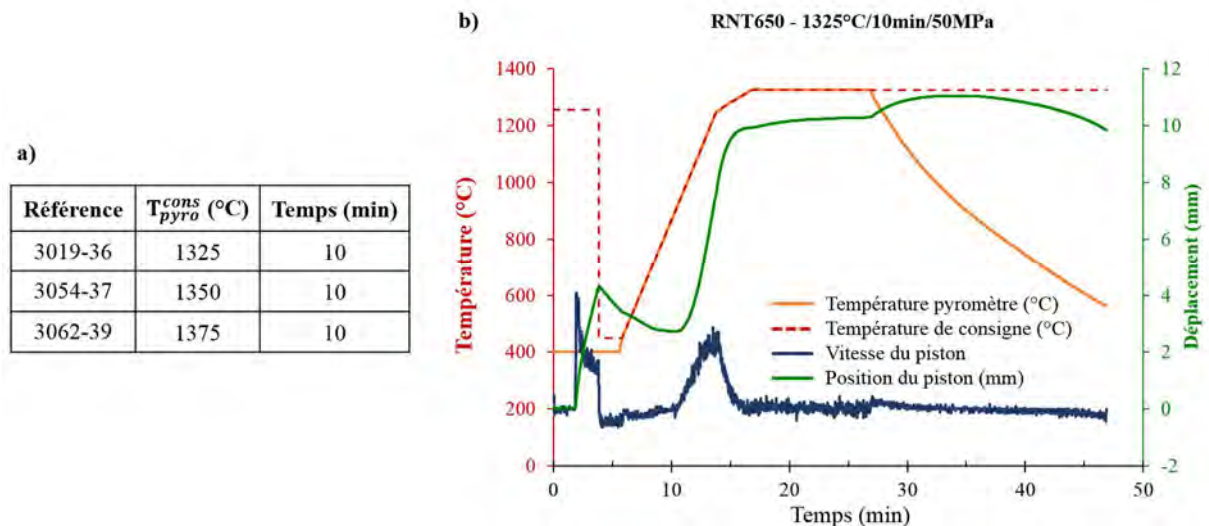 b)
RNT650 - 1325°C/10min/50MPa
a)
Référence T_pyro^cons (°C) Temps (min)
3019-36 1325 10
3054-37 1350 10
3062-39 1375 10
Température (°C)
1400
1200
1000
800
600
400
200
0
Température pyromètre (°C)
Température de consigne (°C)
Vitesse du piston
Position du piston (mm)
12
10
8
6
4
2
0
-2
Déplacement (mm)
0 10 20 30 40 50
Temps (min)